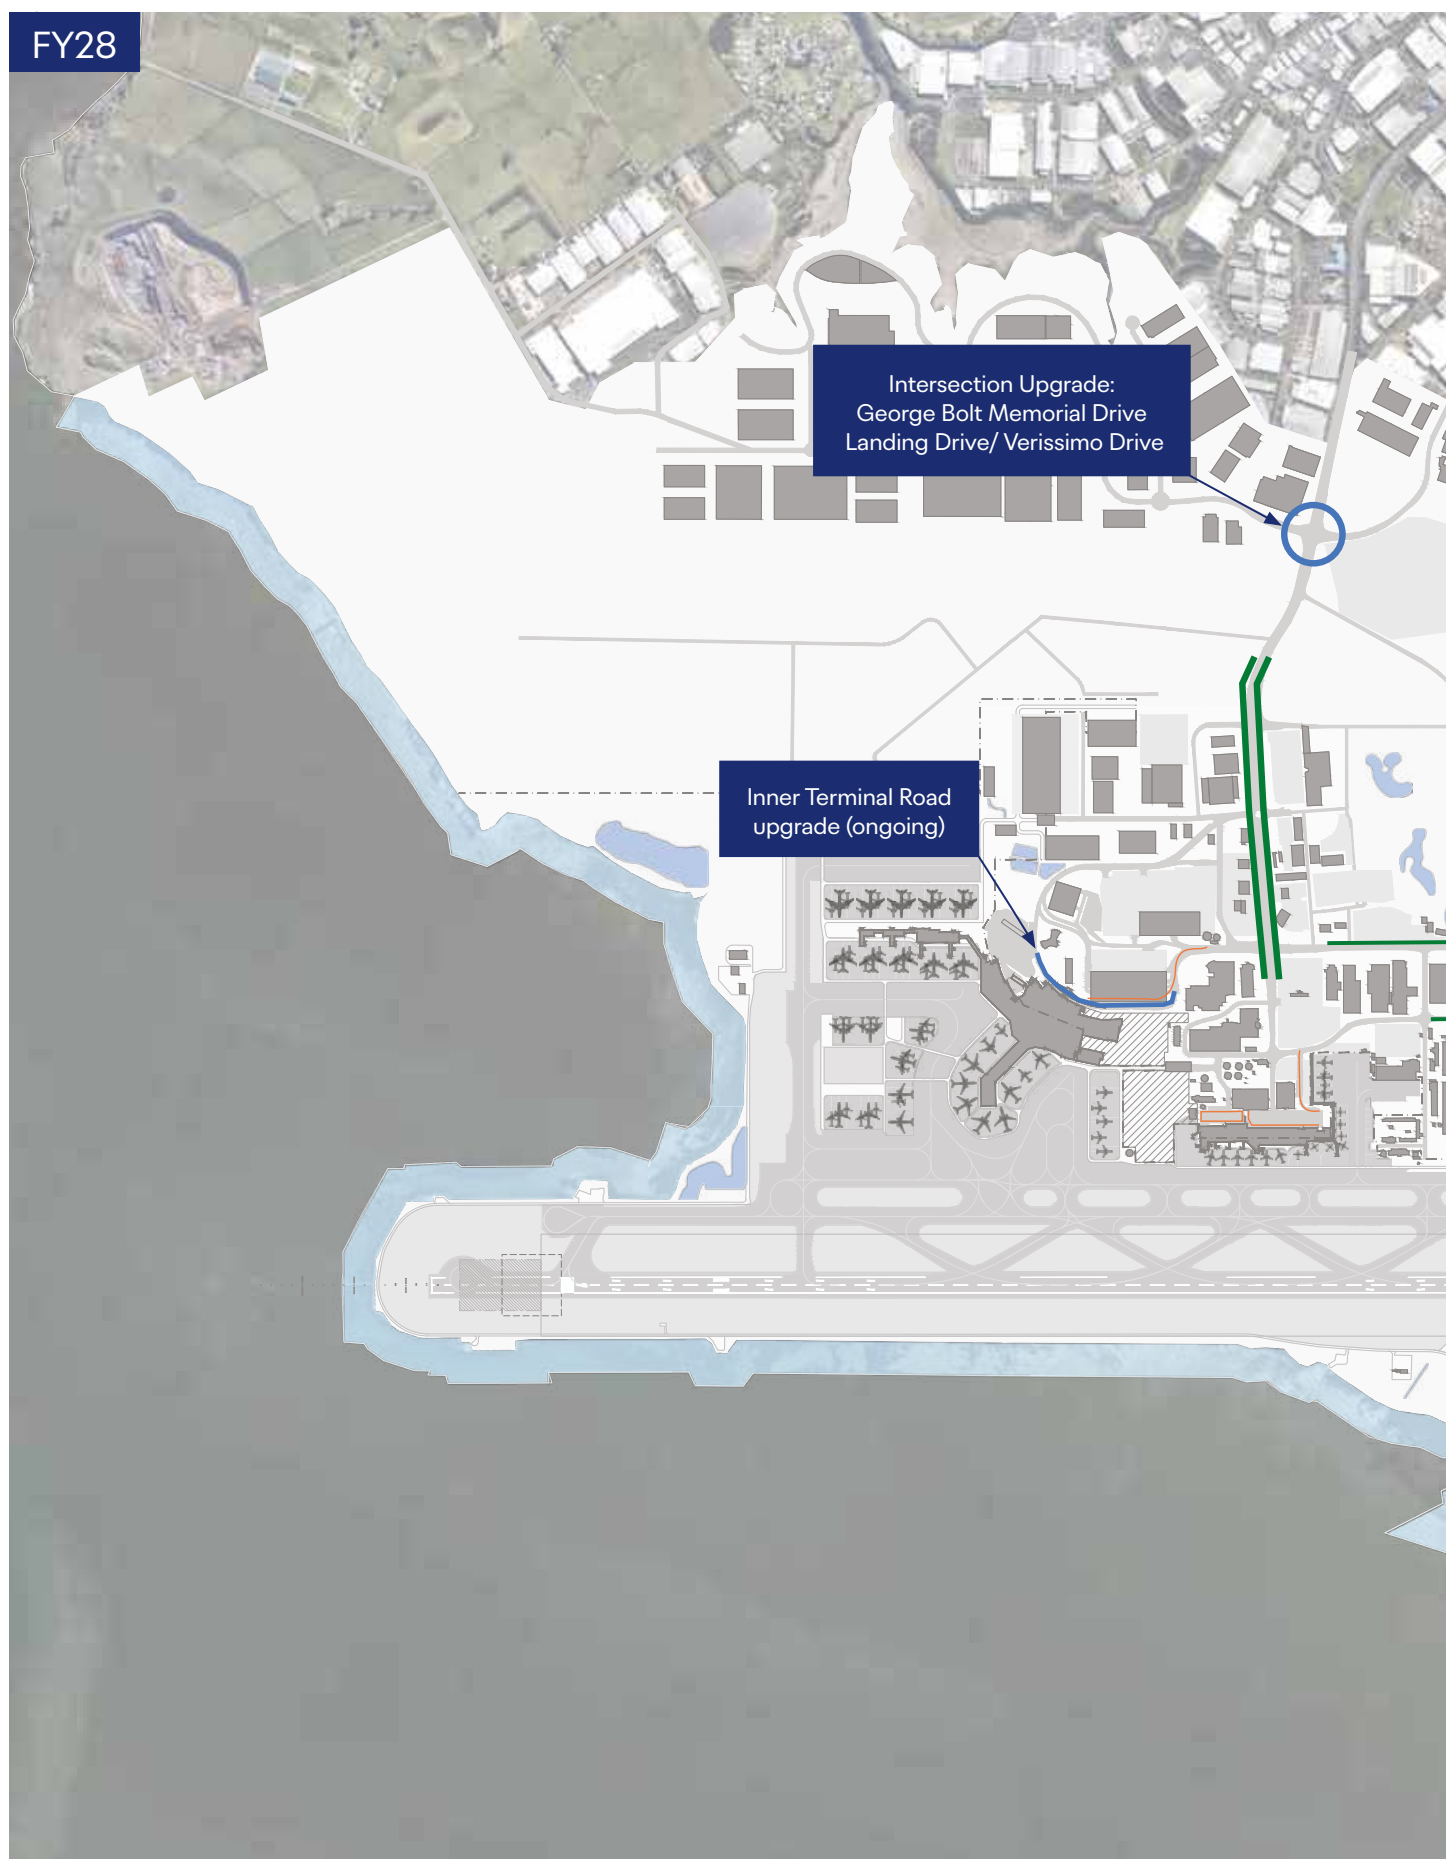 FY28
Intersection Upgrade:
George Bolt Memorial Drive
Landing Drive/ Verissimo Drive
Inner Terminal Road
upgrade (ongoing)